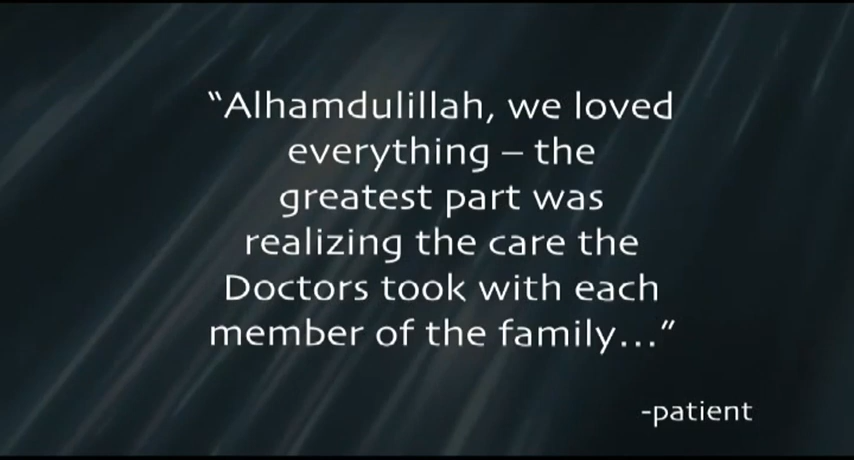 “Alhamdulillah, we loved
everything – the
greatest part was
realizing the care the
Doctors took with each
member of the family…”
-patient